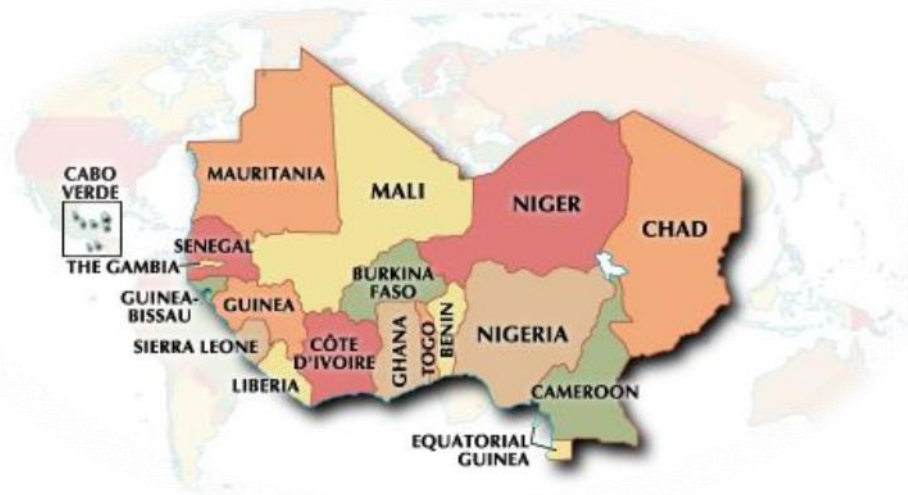 CABO
VERDE
MAURITANIA
MALI
NIGER
CHAD
SENEGAL
THE GAMBIA
GUINEA-
BISSAU
GUINEA
BURKINA
FASO
SIERRA LEONE
LIBERIA
CÔTE
D'IVOIRE
GHANA
TOGO
BENIN
NIGERIA
CAMEROON
EQUATORIAL
GUINEA